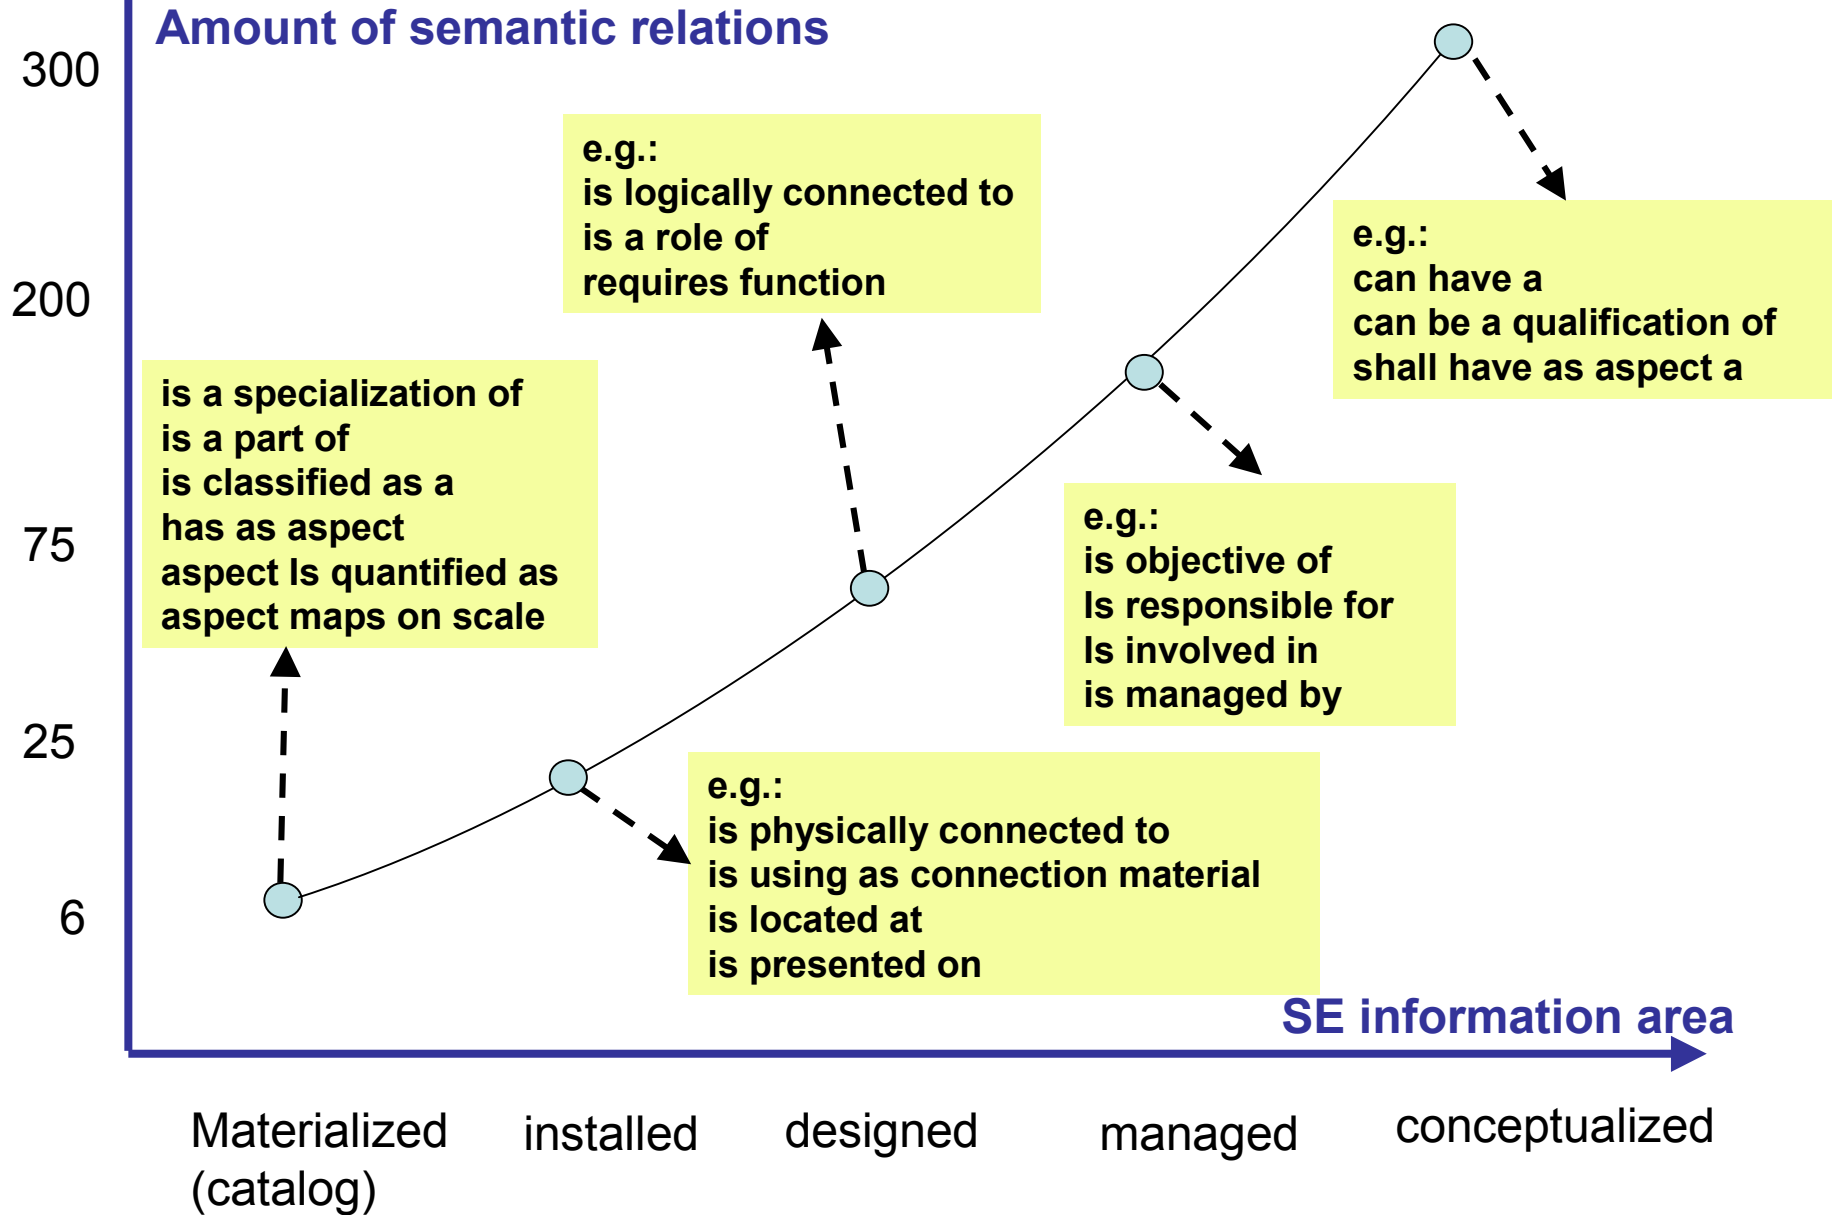 Amount of semantic relations
300
200
75
25
6
e.g.:
is logically connected to
is a role of
requires function
e.g.:
can have a
can be a qualification of
shall have as aspect a
is a specialization of
is a part of
is classified as a
has as aspect
aspect Is quantified as
aspect maps on scale
e.g.:
is objective of
Is responsible for
Is involved in
is managed by
e.g.:
is physically connected to
is using as connection material
is located at
is presented on
SE information area
Materialized
(catalog)
installed
designed
managed
conceptualized